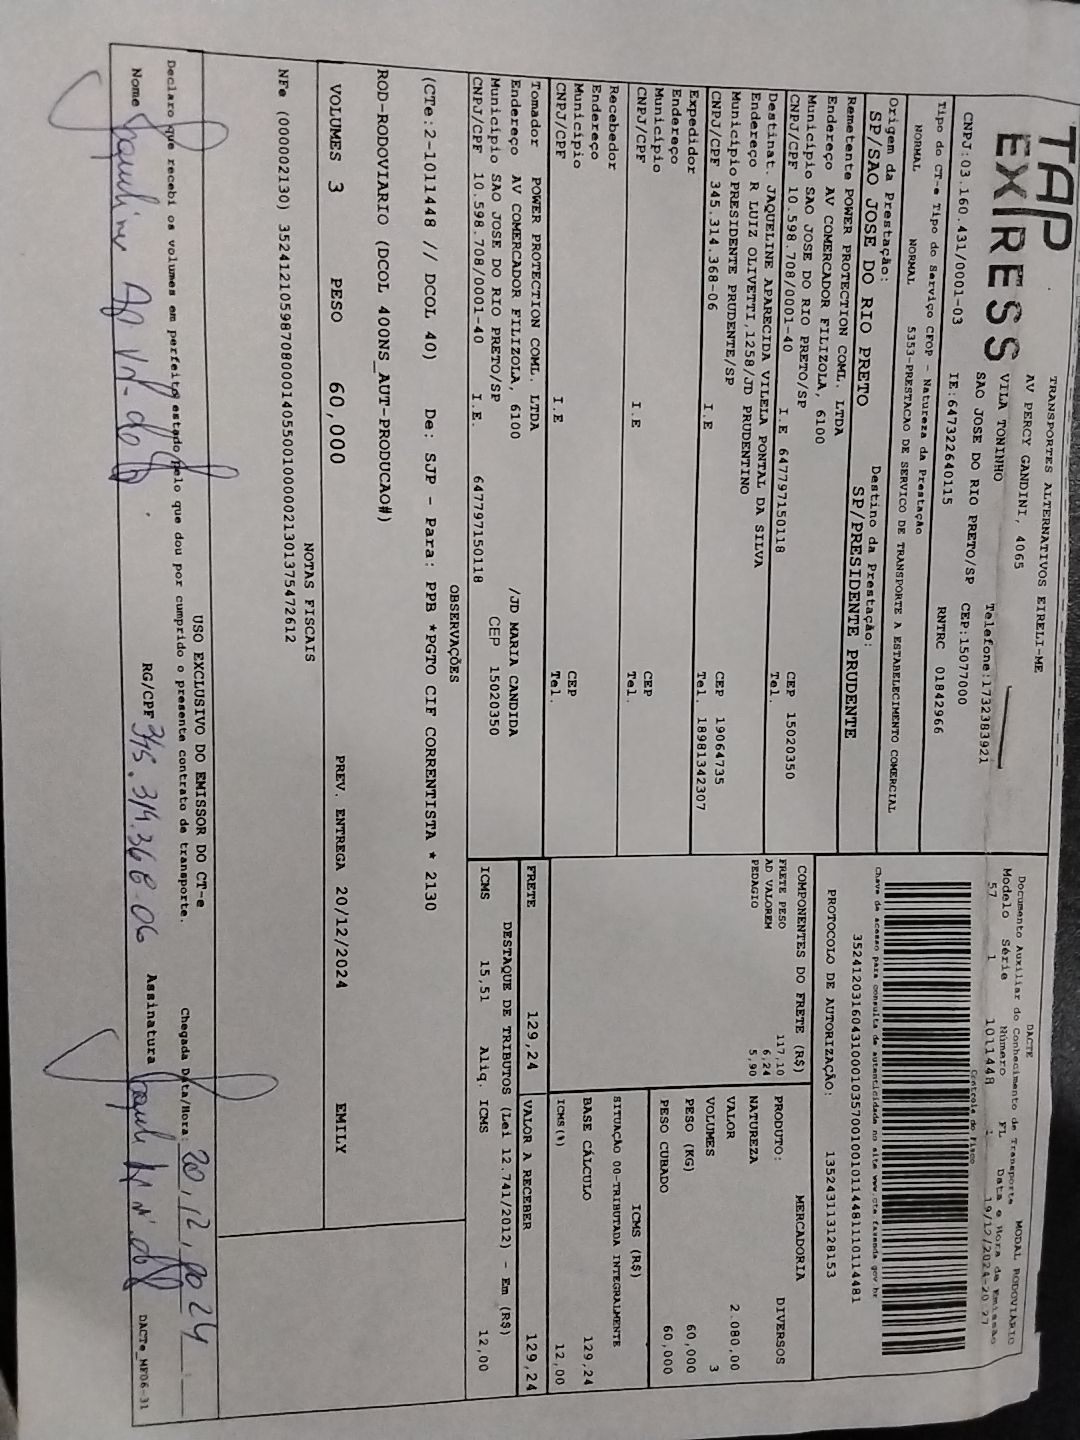 TAP
EXPRESS
TRANSPORTES ALTERNATIVOS EIRELI-ME
AV PERCY GANDINI, 4065
VILA TONINHO Telefone:1732383921
SAO JOSE DO RIO PRETO/SP CEP:15077000
CNPJ:03.160.431/0001-03 IE:647322640115 RNTRC 01842966
Tipo do CT-e Tipo do Serviço CFOP - Natureza da Prestação
NORMAL NORMAL 5353-PRESTACAO DE SERVICO DE TRANSPORTE A ESTABELECIMENTO COMERCIAL
Origem da Prestação: Destino da Prestação:
SP/SAO JOSE DO RIO PRETO SP/PRESIDENTE PRUDENTE
Remetente POWER PROTECTION COML. LTDA
Endereço AV COMERCADOR FILIZOLA, 6100
Município SAO JOSE DO RIO PRETO/SP CEP 15020350
CNPJ/CPF 10.598.708/0001-40 I.E 647797150118 Tel.
Destinat. JAQUELINE APARECIDA VILELA PONTAL DA SILVA
Endereço R LUIZ OLIVETTI,1258/JD PRUDENTINO
Município PRESIDENTE PRUDENTE/SP CEP 19064735
CNPJ/CPF 345.314.368-06 I.E Tel. 18981342307
Expedidor
Endereço
Município CEP
CNPJ/CPF I.E Tel.
Recebedor
Endereço
Município CEP
CNPJ/CPF I.E Tel.
Tomador POWER PROTECTION COML. LTDA
Endereço AV COMERCADOR FILIZOLA, 6100 /JD MARIA CANDIDA
Município SAO JOSE DO RIO PRETO/SP CEP 15020350
CNPJ/CPF 10.598.708/0001-40 I.E. 647797150118
DACTE MODAL RODOVIÁRIO
Documento Auxiliar do Conhecimento de Transporte
Modelo Série Número FL Data e Hora de Emissão
57 1 1011448 1 19/12/2024-20 27
Controle do Fisco
Chave de acesso para consulta de autenticidade no site www.cte.fazenda.gov.br
35241203160431000103570010010114481110114481
PROTOCOLO DE AUTORIZAÇÃO: 135243113128153
COMPONENTES DO FRETE (R$)
FRETE PESO 117,10
AD VALOREM 6,24
PEDAGIO 5,90
MERCADORIA
PRODUTO: DIVERSOS
NATUREZA
VALOR 2.080,00
VOLUMES 3
PESO (KG) 60,000
PESO CUBADO 60,000
ICMS (R$)
SITUAÇÃO 00-TRIBUTADA INTEGRALMENTE
BASE CÁLCULO 129,24
ICMS(%) 12,00
FRETE 129,24 VALOR A RECEBER 129,24
DESTAQUE DE TRIBUTOS (Lei 12.741/2012) - Em (R$)
ICMS 15,51 Aliq. ICMS 12,00
OBSERVAÇÕES
(CTe:2-1011448 // DCOL 40) De: SJP - Para: PPB *PGTO CIF CORRENTISTA * 2130
ROD-RODOVIARIO (DCOL 40ONS_AUT-PRODUCAO#)
VOLUMES 3 PESO 60,000 PREV. ENTREGA 20/12/2024 EMILY
NOTAS FISCAIS
NFe (000002130) 35241210598708000140550010000021301375472612
USO EXCLUSIVO DO EMISSOR DO CT-e
Declaro que recebi os volumes em perfeito estado pelo que dou por cumprido o presente contrato de transporte. Chegada Data/Hora: 20.12.2024
Nome RG/CPF 345.314.368.06 Assinatura
DACTe_MF06-31